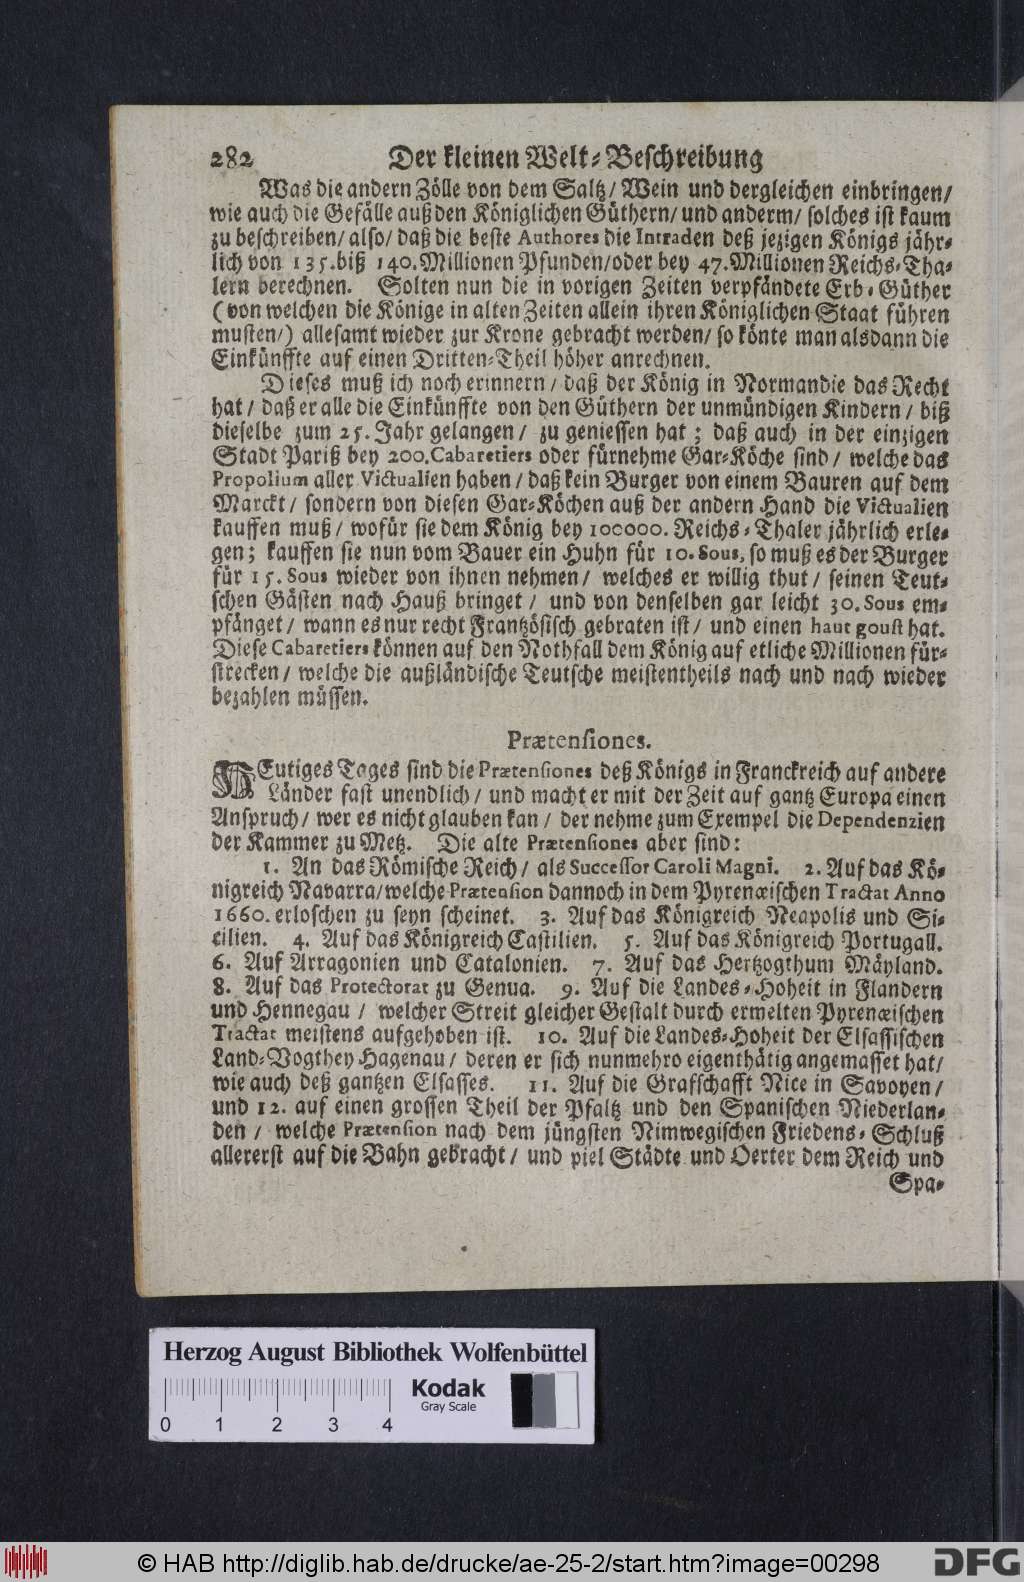 282 Der kleinen Welt-Beschreibung
Was die andern Zölle von dem Saltz/ Wein und dergleichen einbringen/
wie auch die Gefälle auß den Königlichen Güthern/ und anderm/ solches ist kaum
zu beschreiben/ also/ daß die beste Authores die Intraden deß jezigen Königs jähr-
lich von 135. biß 140. Millionen Pfunden/ oder bey 47. Millionen Reichs-Tha-
lern berechnen. Solten nun die in vorigen Zeiten verpfändete Erb-Güther
(von welchen die Könige in alten Zeiten allein ihren Königlichen Staat führen
musten/) allesamt wieder zur Krone gebracht werden/ so könte man alsdann die
Einkünffte auf einen Dritten-Theil höher anrechnen.
Dieses muß ich noch erinnern/ daß der König in Normandie das Recht
hat/ daß er alle die Einkünffte von den Güthern der unmündigen Kindern/ biß
dieselbe zum 25. Jahr gelangen/ zu geniessen hat; daß auch in der einzigen
Stadt Pariß bey 200. Cabaretiers oder fürnehme Gar-Köche sind/ welche das
Propolium aller Victualien haben/ daß kein Burger von einem Bauren auf dem
Marckt/ sondern von diesen Gar-Köchen auß der andern Hand die Victualien
kauffen muß/ wofür sie dem König bey 100000. Reichs-Thaler jährlich erle-
gen; kauffen sie nun vom Bauer ein Huhn für 10. Sous, so muß es der Burger
für 15. Sous wieder von ihnen nehmen/ welches er willig thut/ seinen Teut-
schen Gästen nach Hauß bringet/ und von denselben gar leicht 30. Sous em-
pfänget/ wann es nur recht Frantzösisch gebraten ist/ und einen haut goust hat.
Diese Cabaretiers können auf den Nothfall dem König auf etliche Millionen für-
strecken/ welche die außländische Teutsche meistentheils nach und nach wieder
bezahlen müssen.
Prætensiones.
HEutiges Tages sind die Prætensiones deß Königs in Franckreich auf andere
Länder fast unendlich/ und macht er mit der Zeit auf gantz Europa einen
Anspruch/ wer es nicht glauben kan/ der nehme zum Exempel die Dependenzien
der Kammer zu Metz. Die alte Prætensiones aber sind:
1. An das Römische Reich/ als Successor Caroli Magni. 2. Auf das Kö-
nigreich Navarra/ welche Prætension dannoch in dem Pyrenæischen Tractat Anno
1660. erloschen zu seyn scheinet. 3. Auf das Königreich Neapolis und Si-
cilien. 4. Auf das Königreich Castilien. 5. Auf das Königreich Portugall.
6. Auf Arragonien und Catalonien. 7. Auf das Hertzogthum Mäyland.
8. Auf das Protectorat zu Genua. 9. Auf die Landes-Hoheit in Flandern
und Hennegau/ welcher Streit gleicher Gestalt durch ermelten Pyrenæischen
Tractat meistens aufgehoben ist. 10. Auf die Landes-Hoheit der Elsassischen
Land-Vogthey Hagenau/ deren er sich nunmehro eigenthätig angemasset hat/
wie auch deß gantzen Elsasses. 11. Auf die Grafschafft Nice in Savoyen/
und 12. auf einen grossen Theil der Pfaltz und den Spanischen Niederlan-
den/ welche Prætension nach dem jüngsten Nimwegischen Friedens-Schluß
allererst auf die Bahn gebracht/ und viel Städte und Oerter dem Reich und
Spa-
Herzog August Bibliothek Wolfenbüttel
Kodak
Gray Scale
0 1 2 3 4
© HAB http://diglib.hab.de/drucke/ae-25-2/start.htm?image=00298
DFG